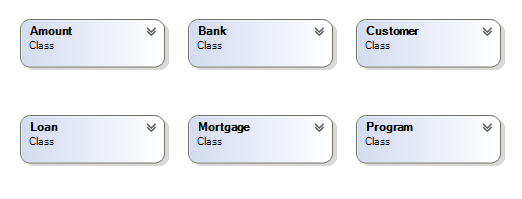 Amount
Class
Bank
Class
Customer
Class
Loan
Class
Mortgage
Class
Program
Class